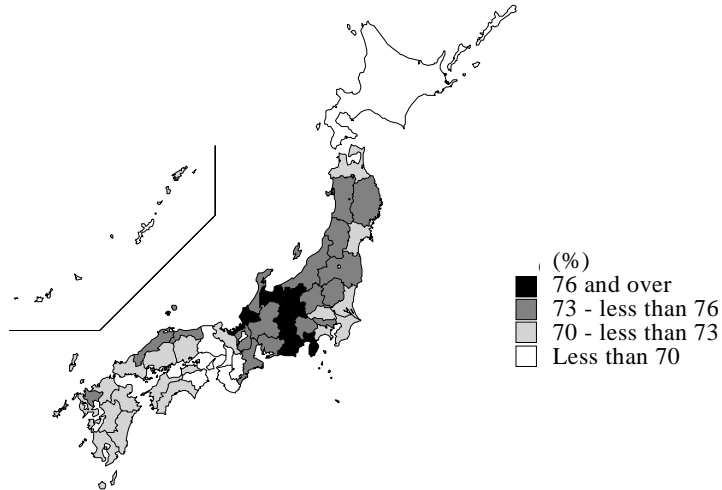 (%)
76 and over
73 - less than 76
70 - less than 73
Less than 70